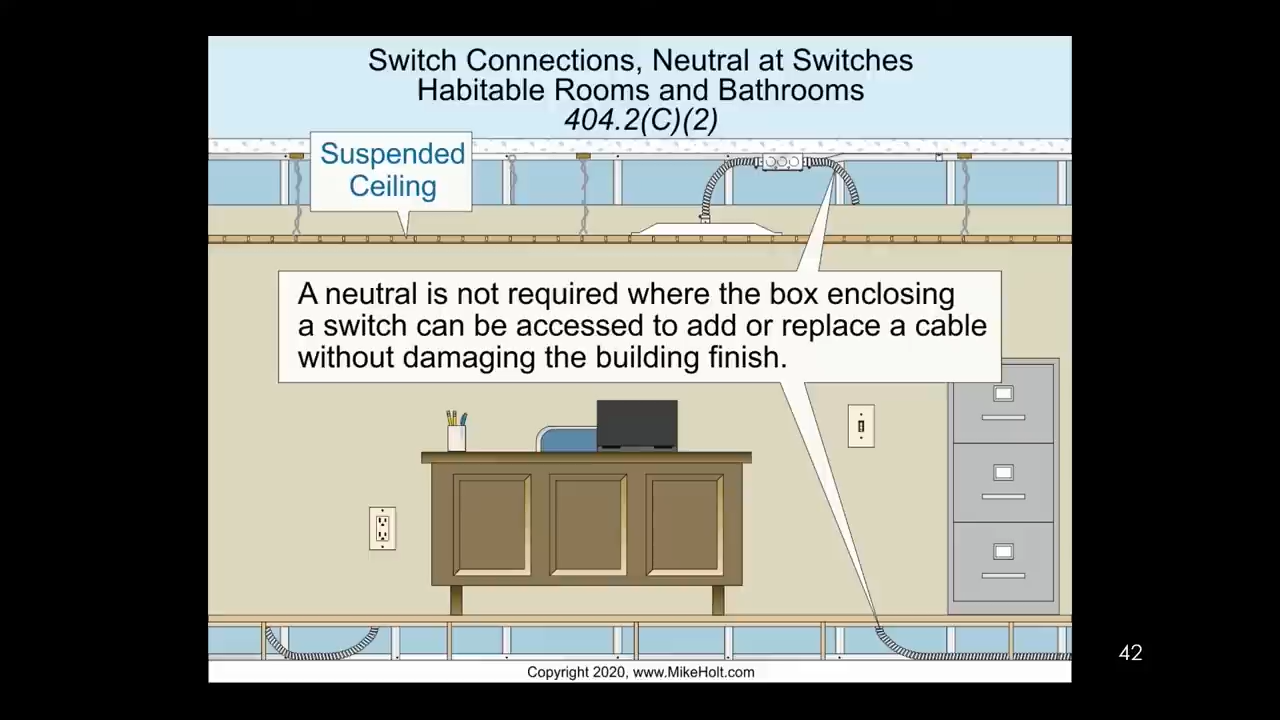 Switch Connections, Neutral at Switches
Habitable Rooms and Bathrooms
404.2(C)(2)
Suspended
Ceiling
A neutral is not required where the box enclosing
a switch can be accessed to add or replace a cable
without damaging the building finish.
42
Copyright 2020, www.MikeHolt.com